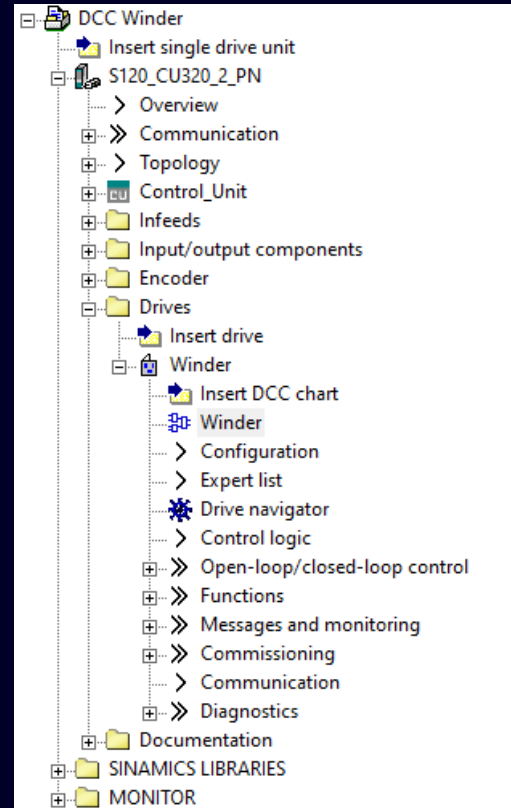 DCC Winder
Insert single drive unit
S120_CU320_2_PN
Overview
Communication
Topology
CU Control_Unit
Infeeds
Input/output components
Encoder
Drives
Insert drive
Winder
Insert DCC chart
Winder
Configuration
Expert list
Drive navigator
Control logic
Open-loop/closed-loop control
Functions
Messages and monitoring
Commissioning
Communication
Diagnostics
Documentation
SINAMICS LIBRARIES
MONITOR